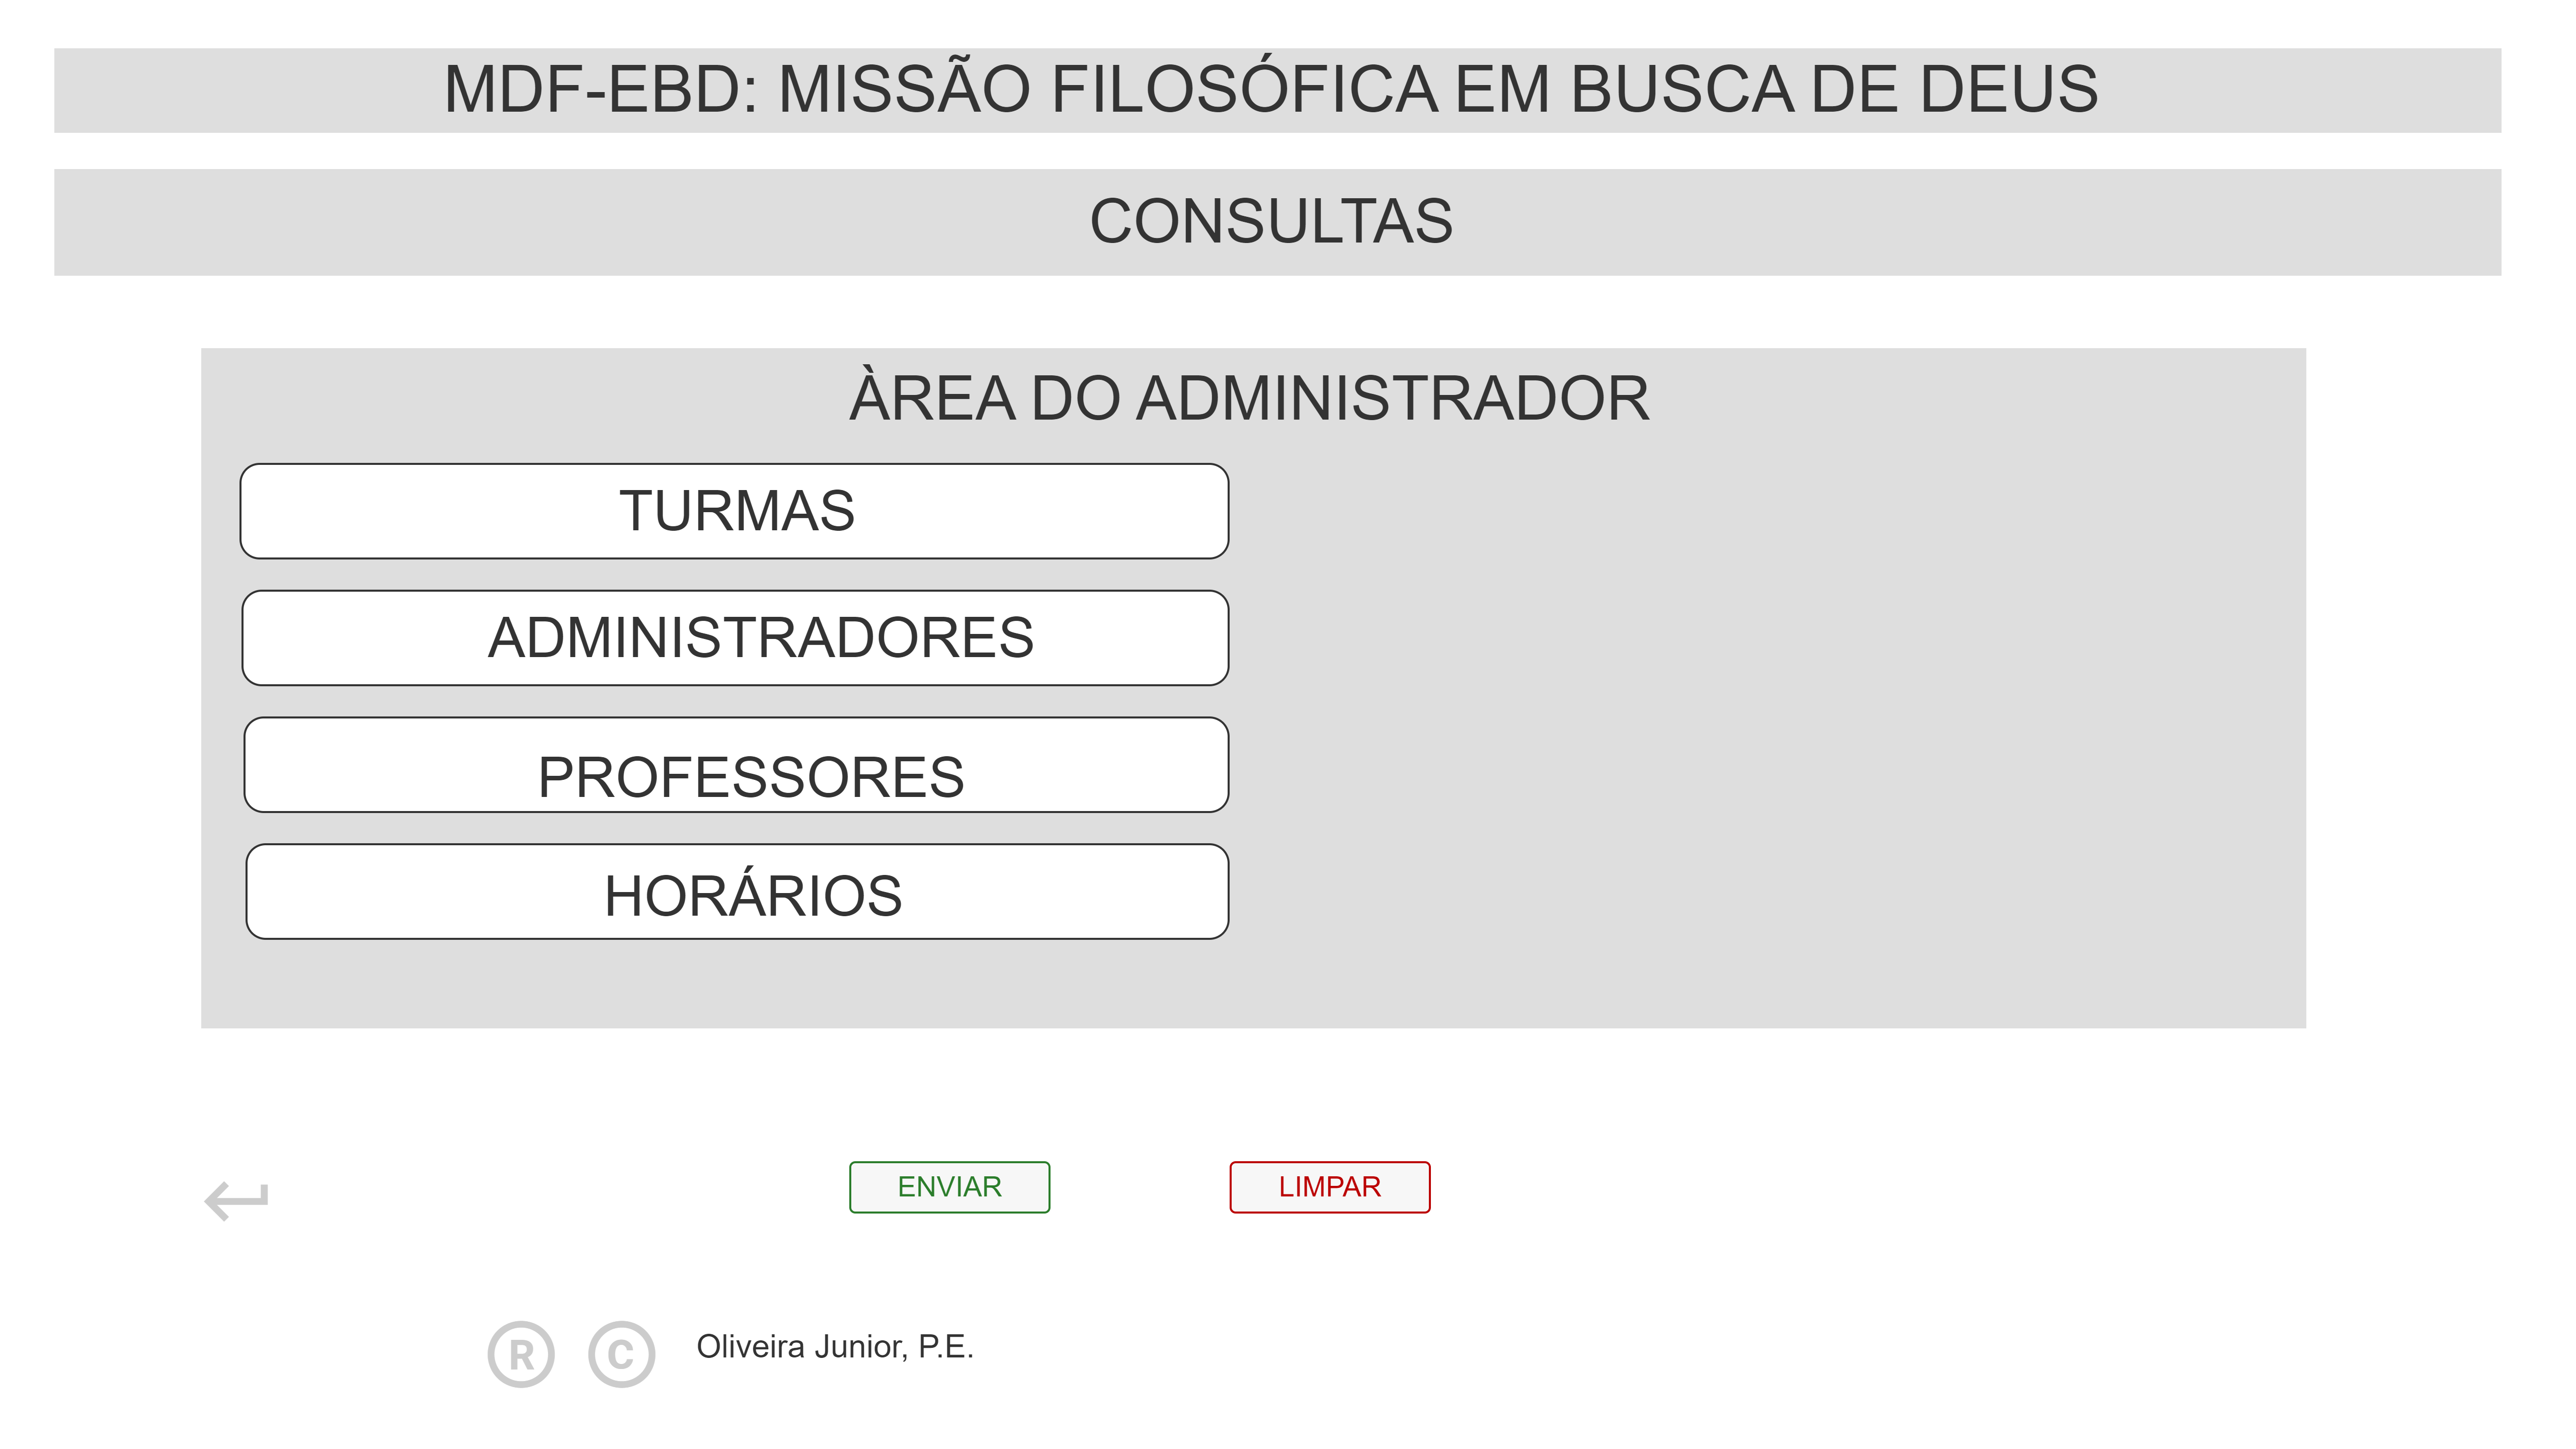 MDF-EBD: MISSÃO FILOSÓFICA EM BUSCA DE DEUS
CONSULTAS
ÀREA DO ADMINISTRADOR
TURMAS
ADMINISTRADORES
PROFESSORES
HORÁRIOS
ENVIAR LIMPAR
® © Oliveira Junior, P.E.